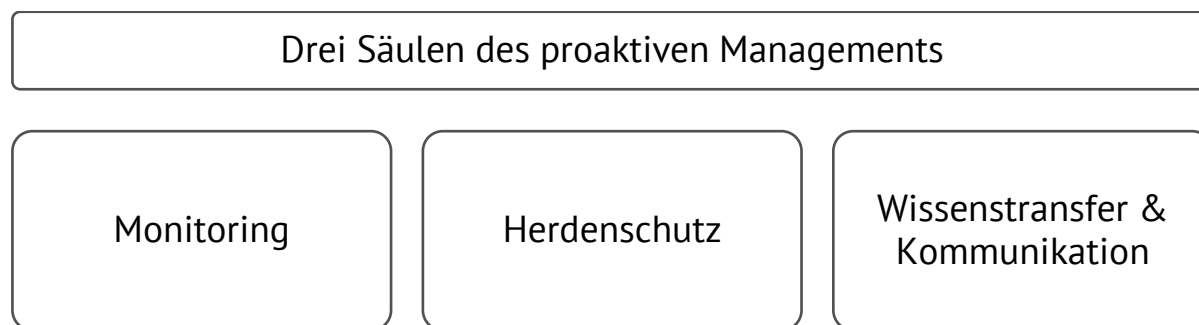 Drei Säulen des proaktiven Managements
Monitoring
Herdenschutz
Wissenstransfer &
Kommunikation